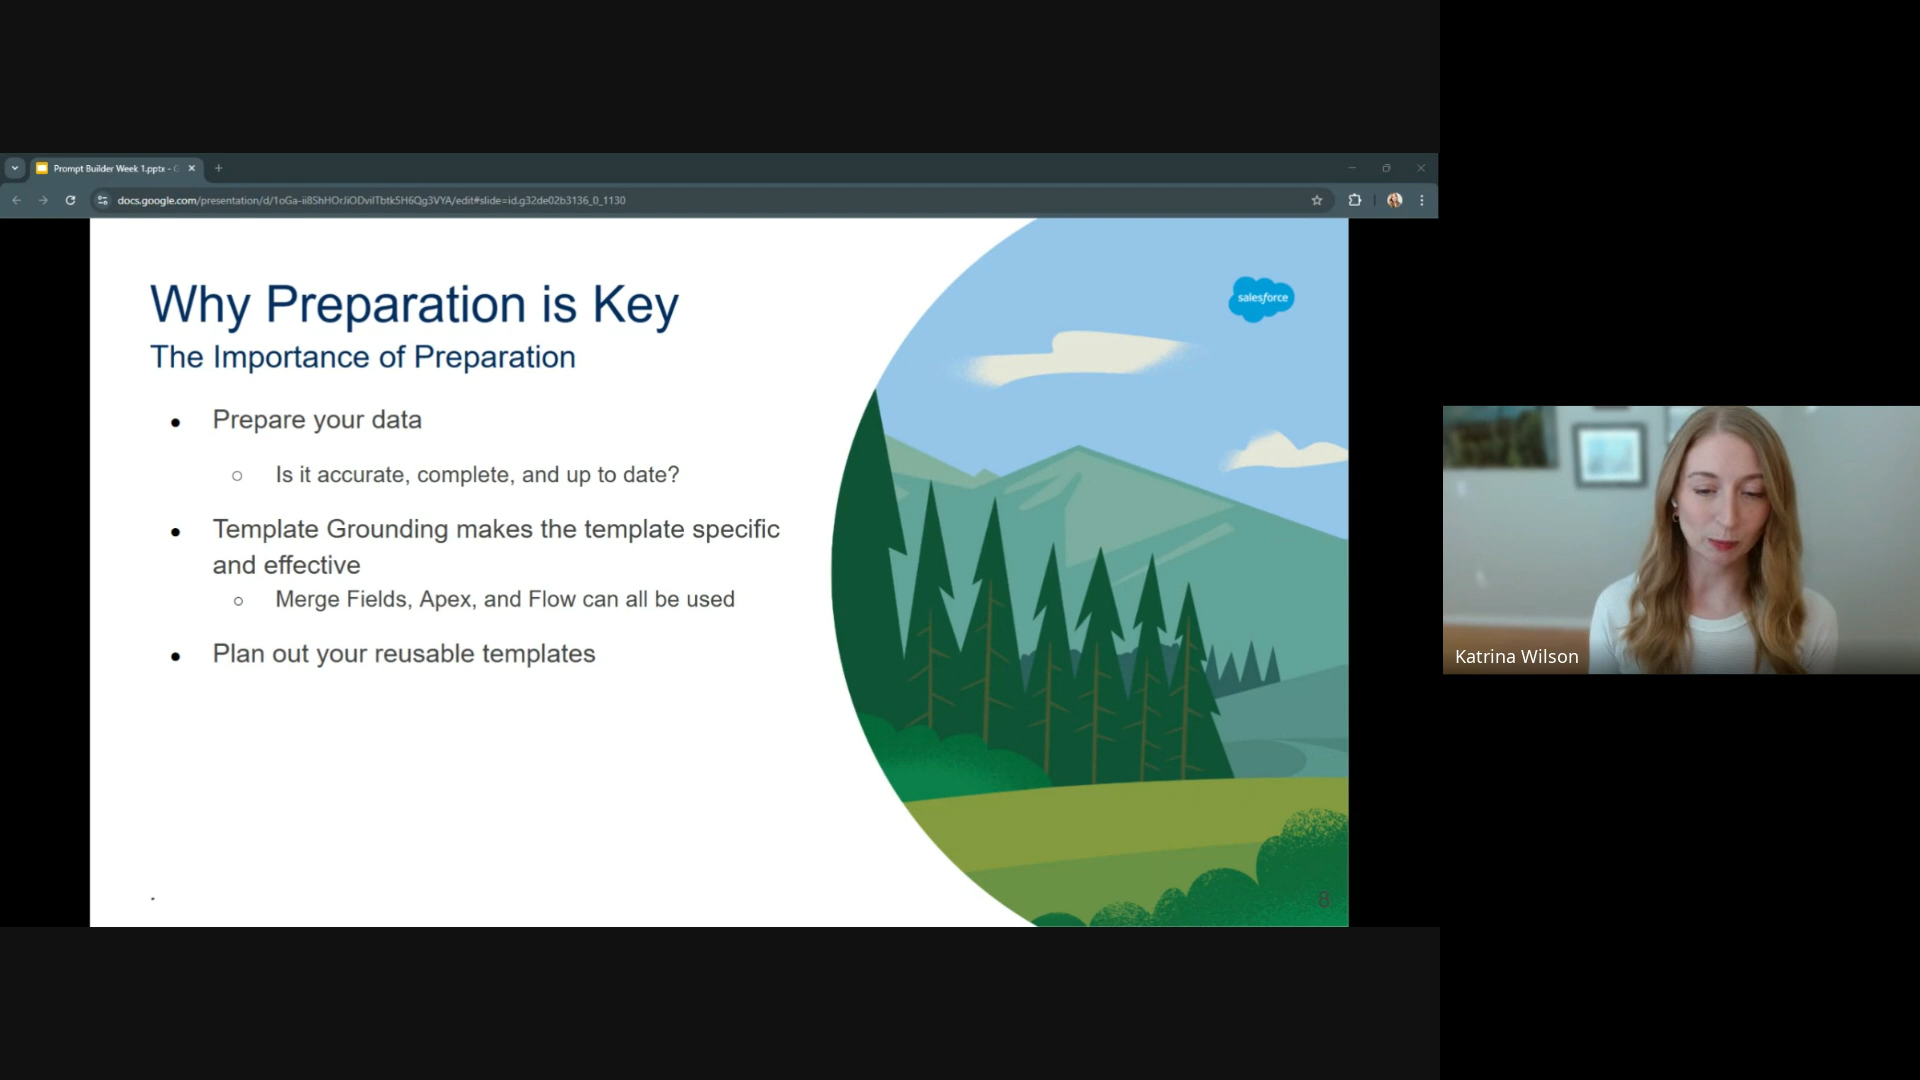 Prompt Builder Week 1.pptx - G
docs.google.com/presentation/d/1oGa-ii8ShHOrJiODvilTbtk5H6Qg3VYA/edit#slide=id.g32de02b3136_0_1130
Why Preparation is Key
The Importance of Preparation
salesforce
● Prepare your data
○ Is it accurate, complete, and up to date?
● Template Grounding makes the template specific
and effective
○ Merge Fields, Apex, and Flow can all be used
● Plan out your reusable templates
.
8
Katrina Wilson